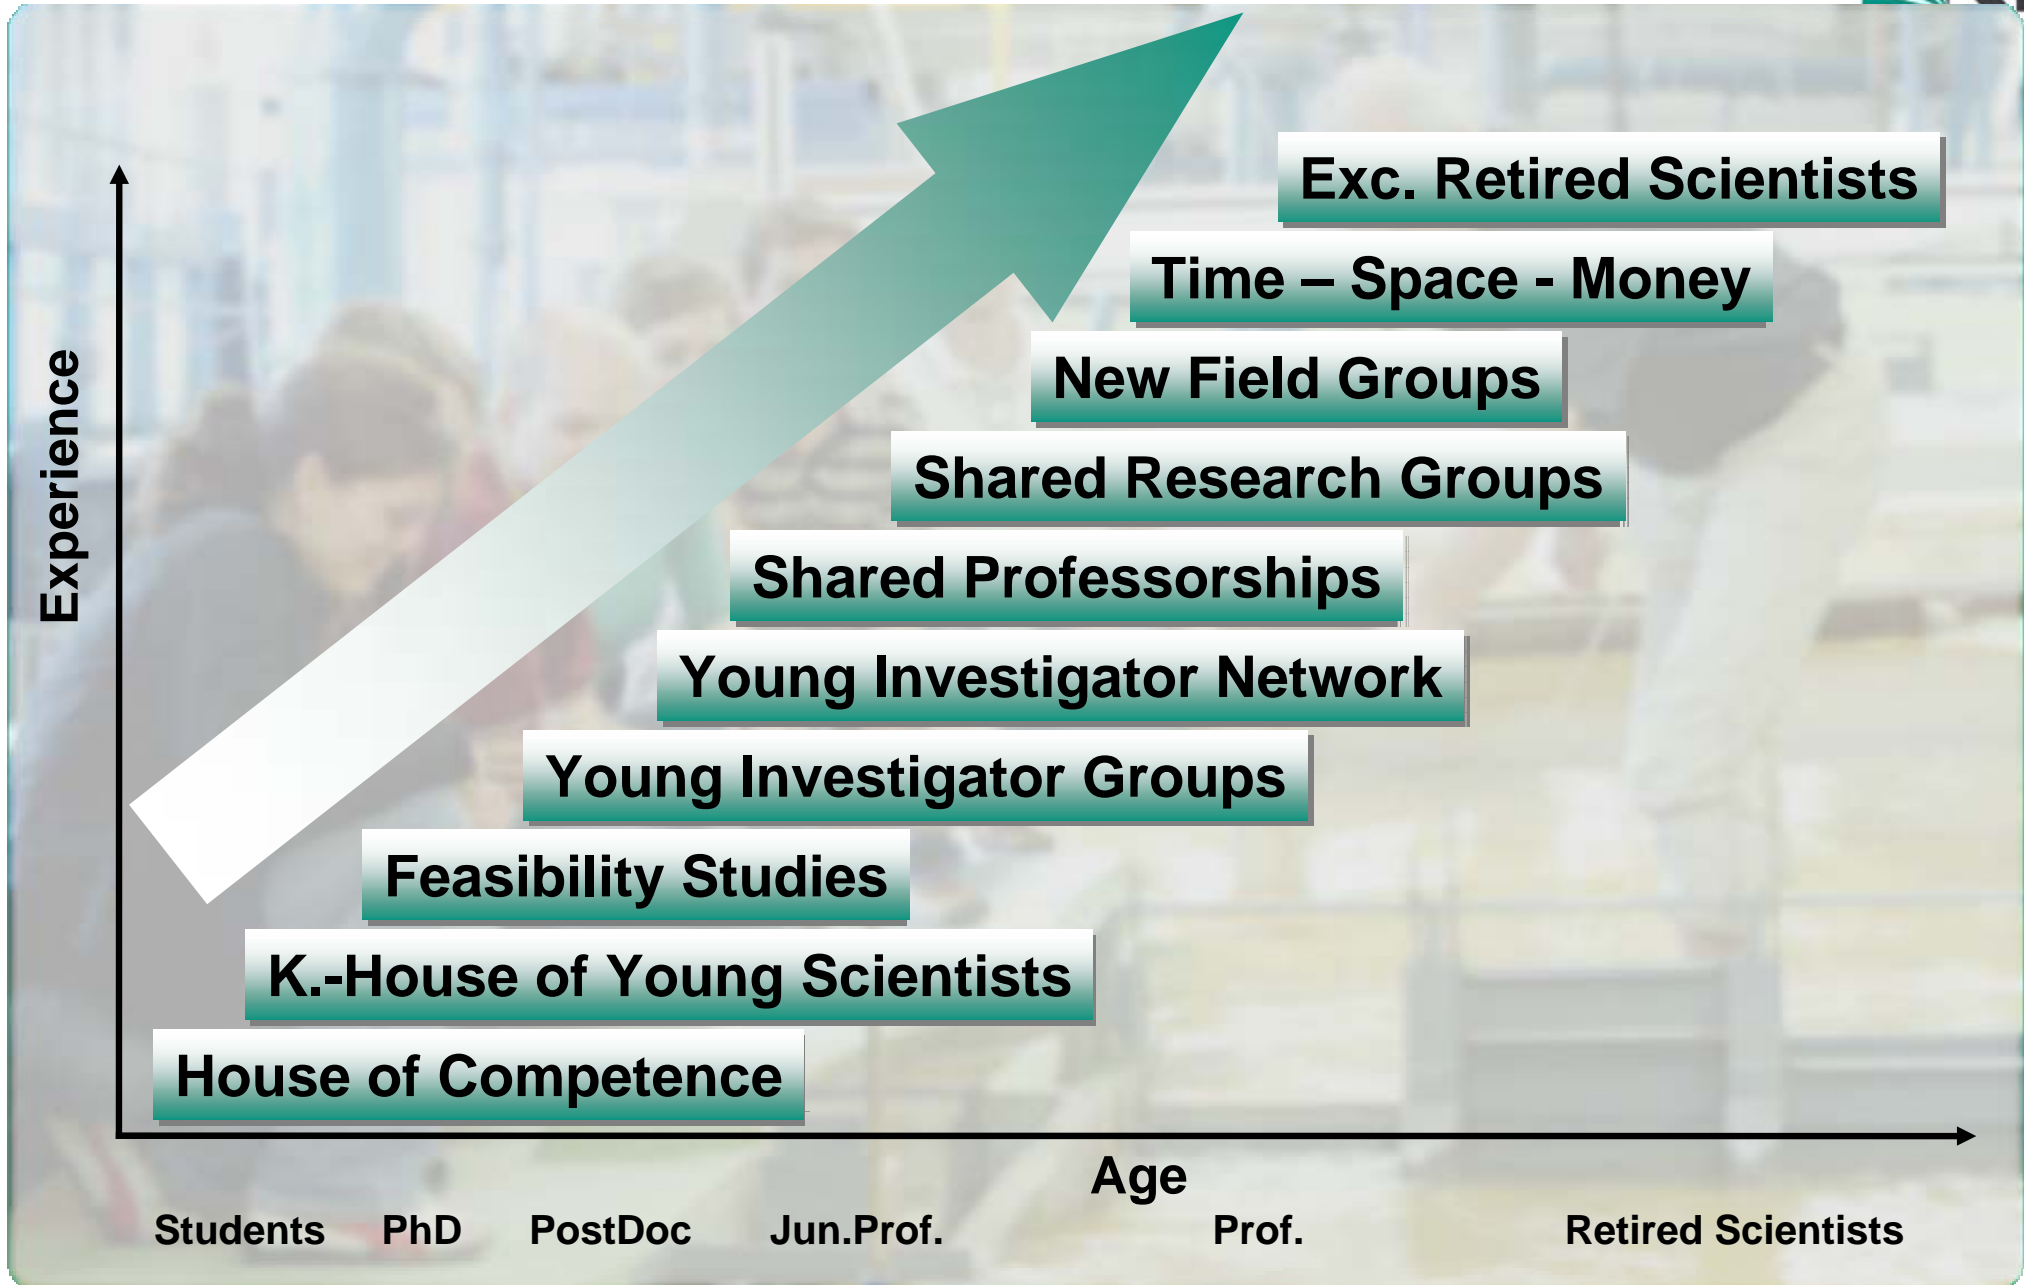 Exc. Retired Scientists
Time – Space - Money
New Field Groups
Shared Research Groups
Shared Professorships
Young Investigator Network
Young Investigator Groups
Feasibility Studies
K.-House of Young Scientists
House of Competence
Experience
Age
Students PhD PostDoc Jun.Prof. Prof. Retired Scientists